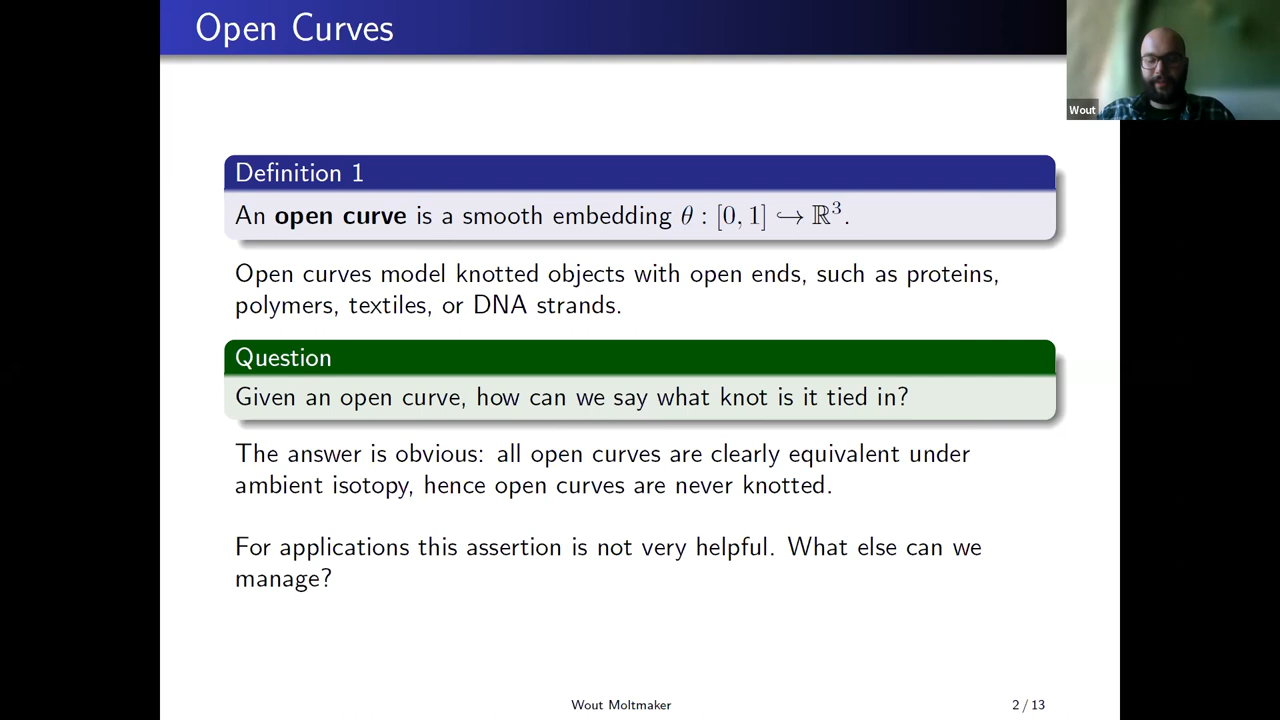 Open Curves
Wout
Definition 1
An open curve is a smooth embedding θ : [0, 1] ↪ ℝ³.
Open curves model knotted objects with open ends, such as proteins,
polymers, textiles, or DNA strands.
Question
Given an open curve, how can we say what knot is it tied in?
The answer is obvious: all open curves are clearly equivalent under
ambient isotopy, hence open curves are never knotted.
For applications this assertion is not very helpful. What else can we
manage?
Wout Moltmaker
2 / 13